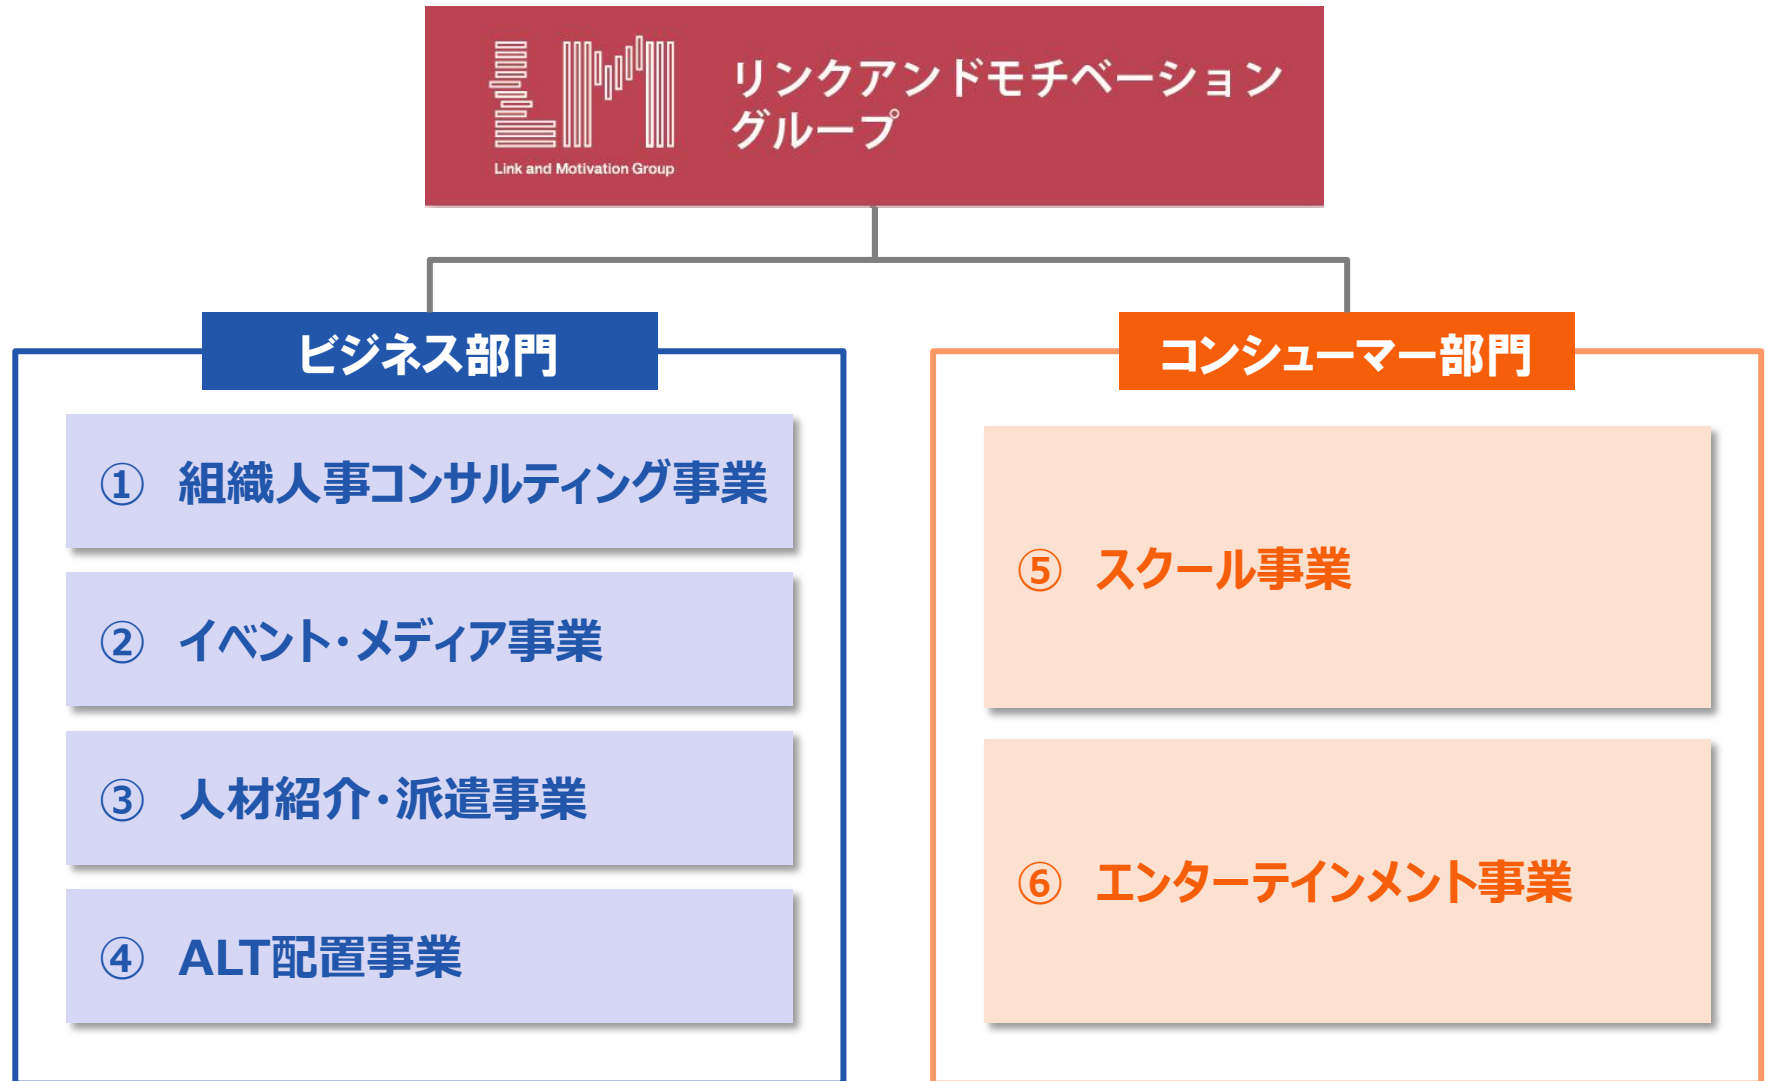 LM
Link and Motivation Group
リンクアンドモチベーション
グループ
ビジネス部門
① 組織人事コンサルティング事業
② イベント・メディア事業
③ 人材紹介・派遣事業
④ ALT配置事業
コンシューマー部門
⑤ スクール事業
⑥ エンターテインメント事業